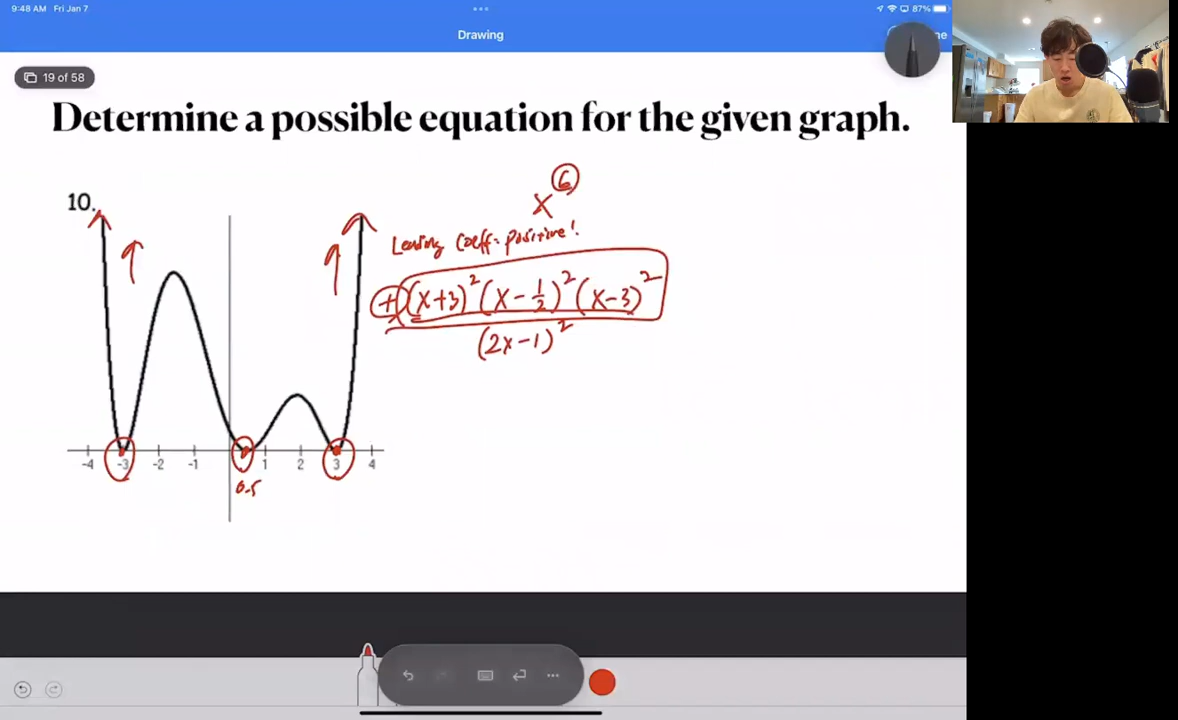 9:48 AM Fri Jan 7
87%
Drawing
19 of 58
Determine a possible equation for the given graph.
10.
x^6
Leading Coeff = positive!
+(x+3)^2 (x-1/2)^2 (x-3)^2
(2x-1)^2
-4 -3 -2 -1 1 2 3 4
0.5